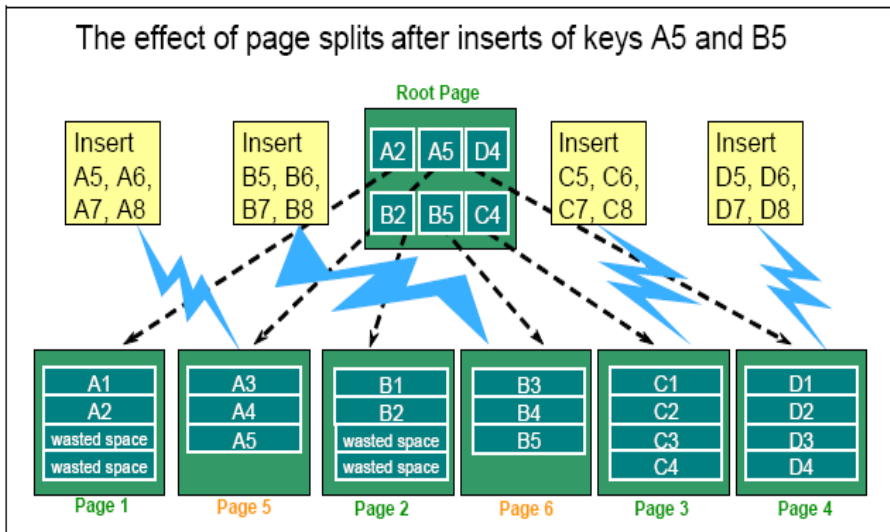 The effect of page splits after inserts of keys A5 and B5
Root Page
Insert
A5, A6,
A7, A8
Insert
B5, B6,
B7, B8
A2 A5 D4
B2 B5 C4
Insert
C5, C6,
C7, C8
Insert
D5, D6,
D7, D8
A1
A2
wasted space
wasted space
Page 1
A3
A4
A5
Page 5
B1
B2
wasted space
wasted space
Page 2
B3
B4
B5
Page 6
C1
C2
C3
C4
Page 3
D1
D2
D3
D4
Page 4